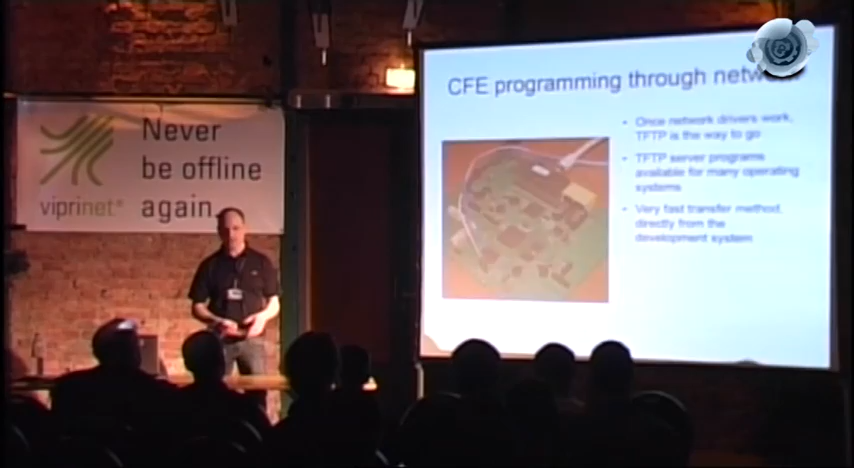 Never
be offline
viprinet®
again.
CFE programming through
• Once network drivers work,
TFTP is the way to go
• TFTP server programs
available for many operating
systems
• Very fast transfer method,
directly from the
development system